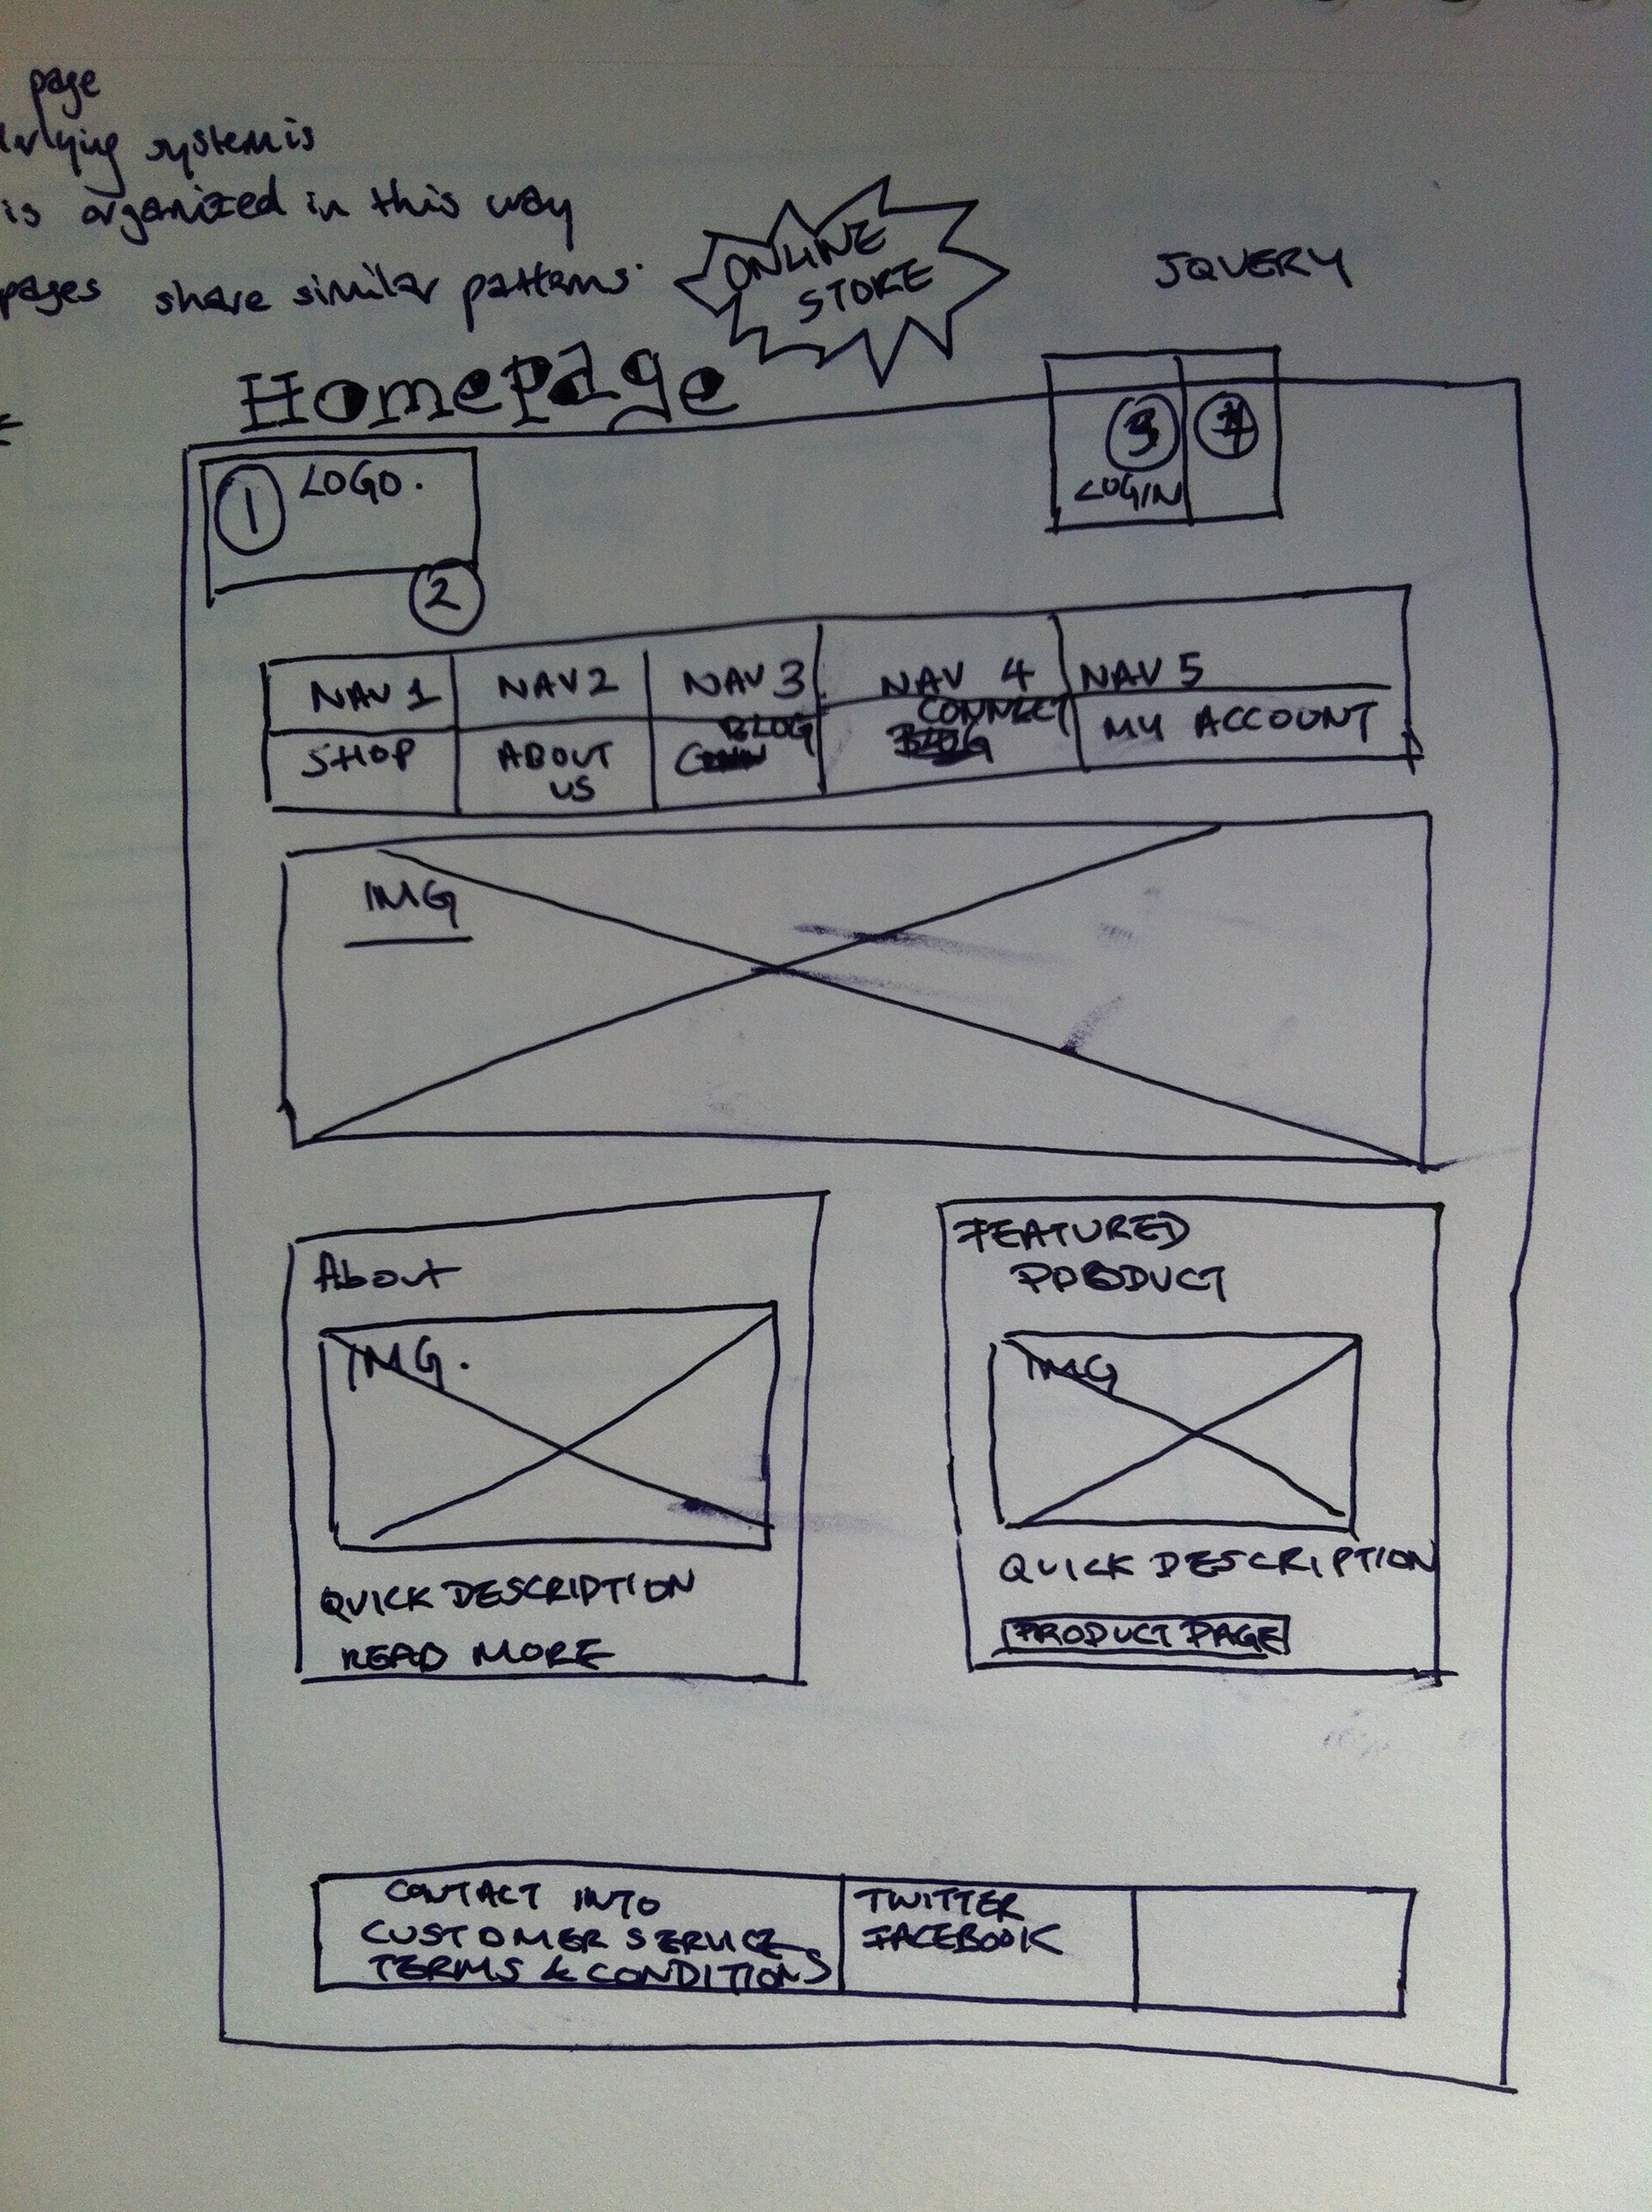 page
system is
is organized in this way
pages share similar patterns.
ONLINE
STORE
JQUERY
Homepage
1 LOGO.
2
3
LOGIN
4
NAV 1
NAV 2
NAV 3
NAV 4
NAV 5
SHOP
ABOUT
US
BLOG
CONNECT
BLOG
MY ACCOUNT
IMG
About
IMG.
QUICK DESCRIPTION
READ MORE
FEATURED
PRODUCT
IMG
QUICK DESCRIPTION
PRODUCT PAGE
CONTACT INFO
CUSTOMER SERVICE
TERMS & CONDITIONS
TWITTER
FACEBOOK